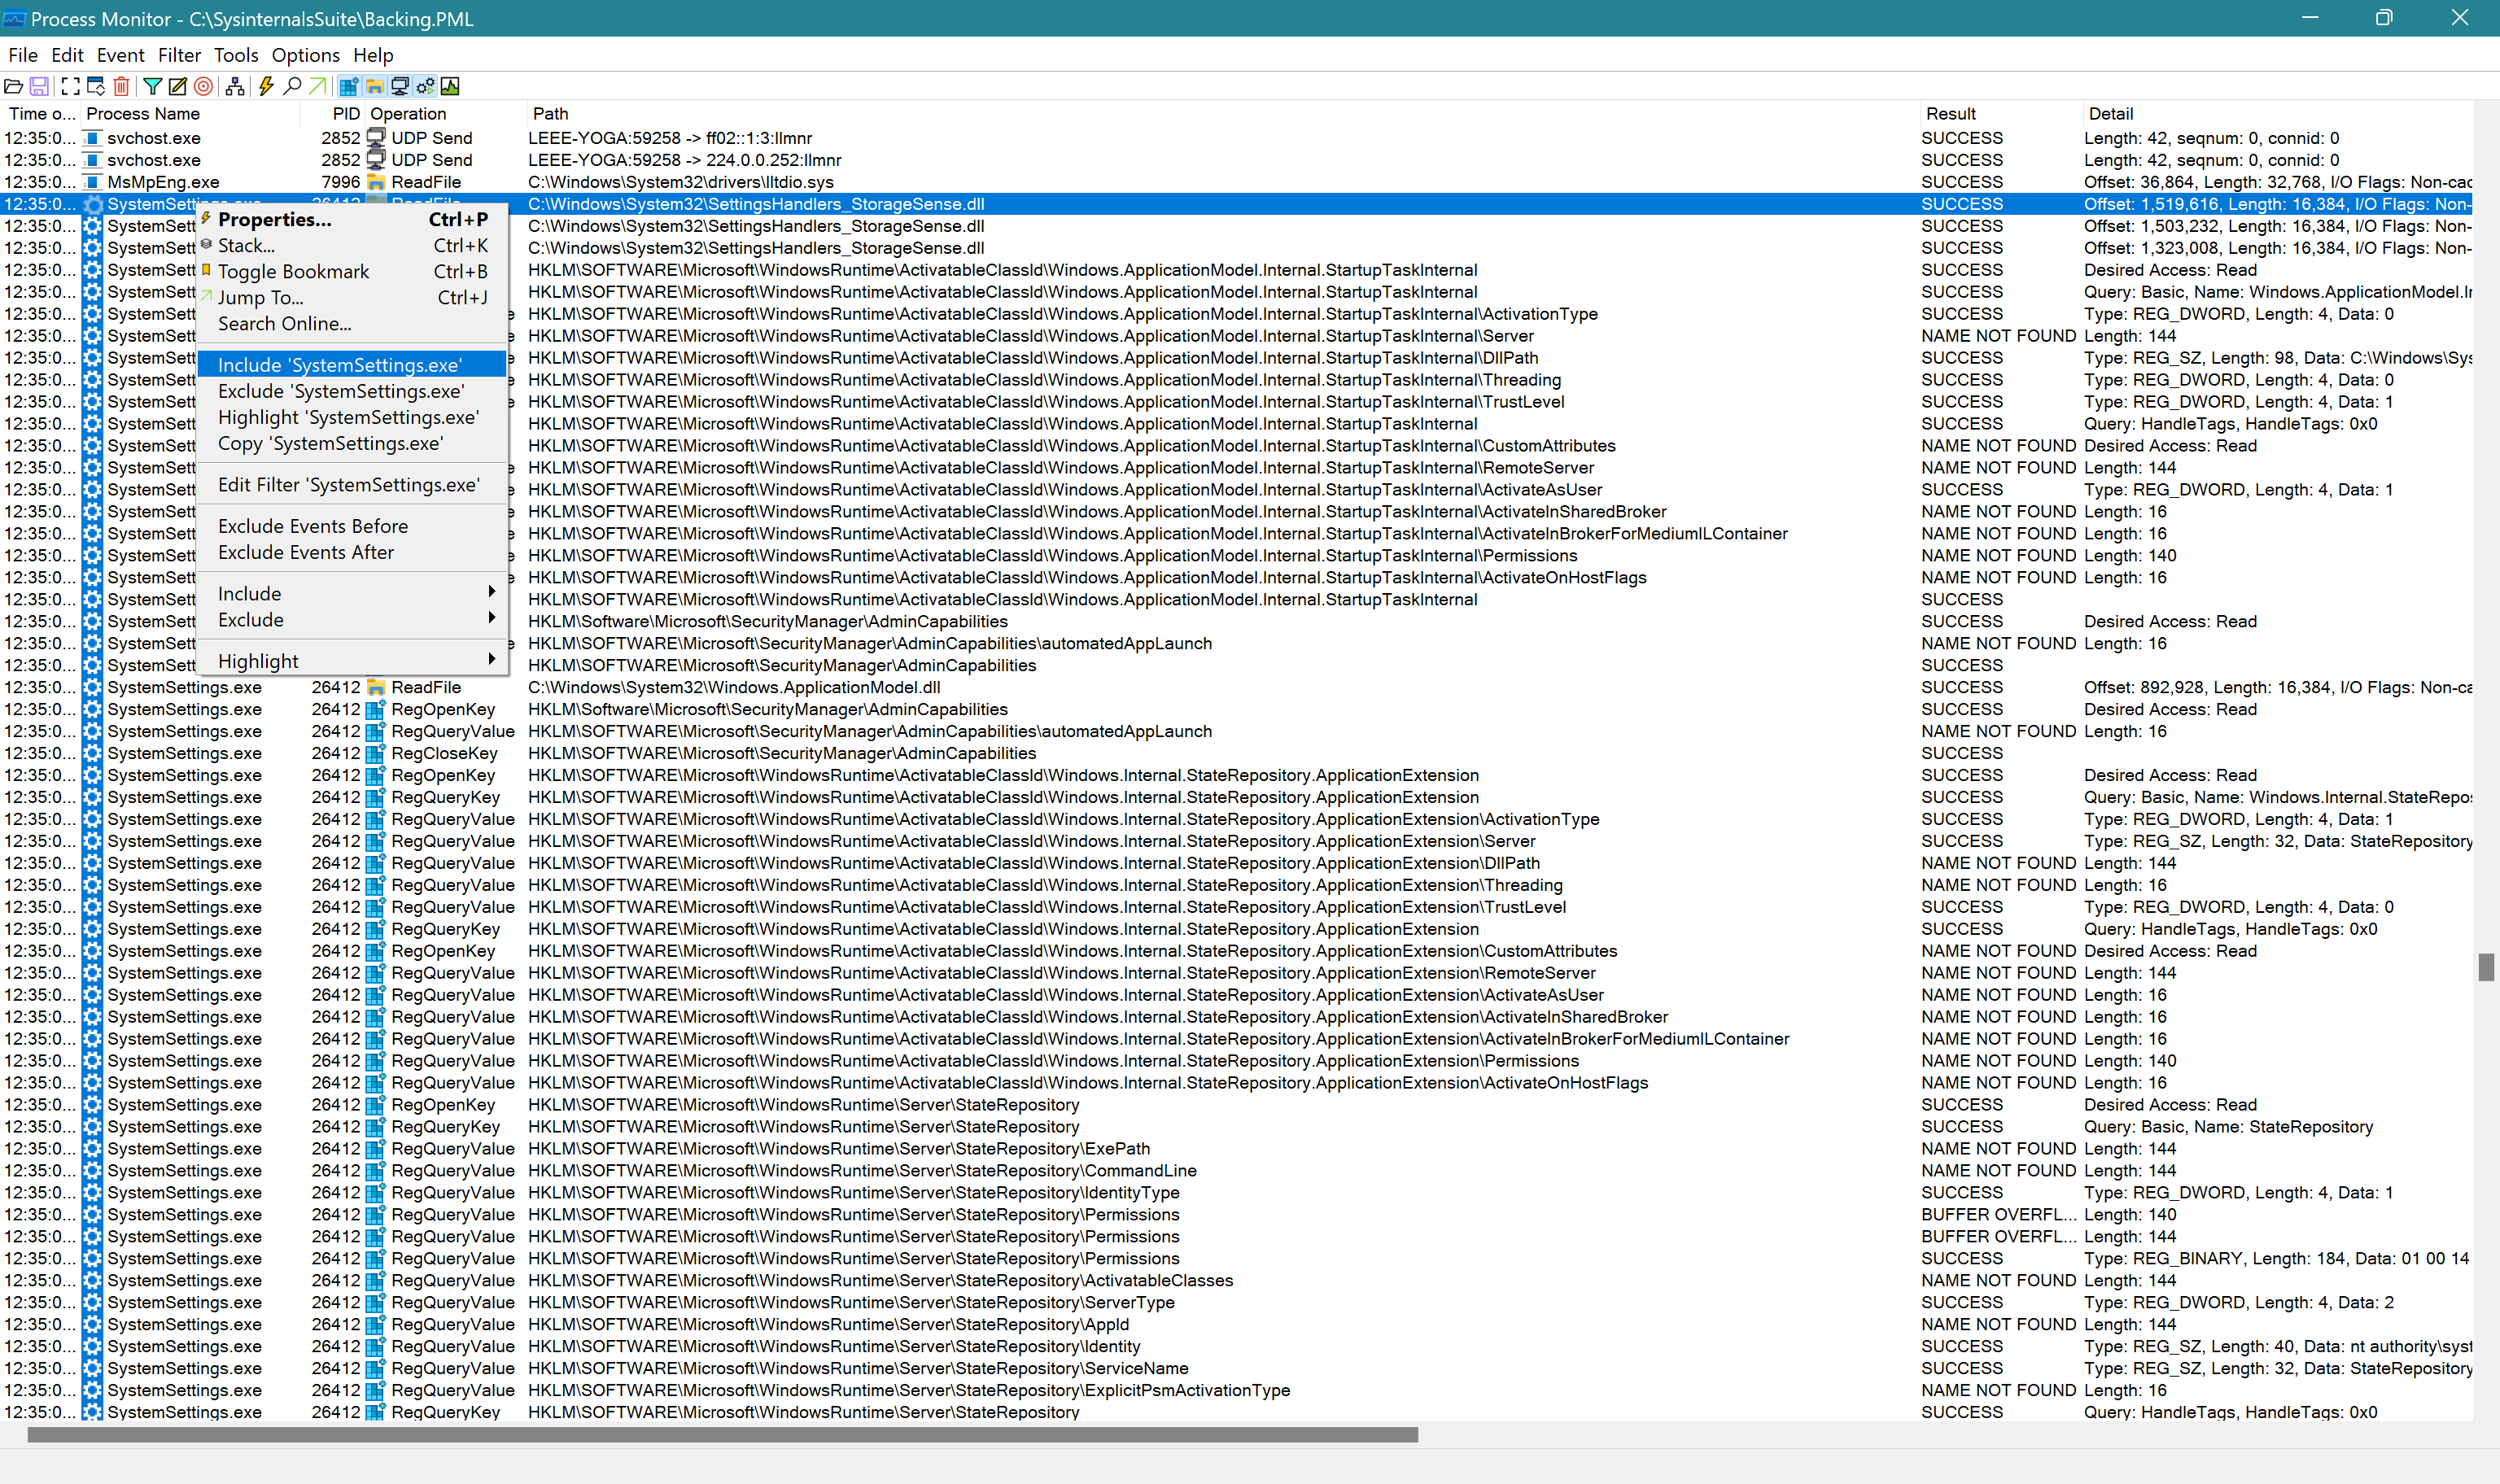 Process Monitor - C:\SysinternalsSuite\Backing.PML
File Edit Event Filter Tools Options Help
Time o... Process Name PID Operation Path Result Detail
12:35:0... svchost.exe 2852 UDP Send LEEE-YOGA:59258 -> ff02::1:3:llmnr SUCCESS Length: 42, seqnum: 0, connid: 0
12:35:0... svchost.exe 2852 UDP Send LEEE-YOGA:59258 -> 224.0.0.252:llmnr SUCCESS Length: 42, seqnum: 0, connid: 0
12:35:0... MsMpEng.exe 7996 ReadFile C:\Windows\System32\drivers\lltdio.sys SUCCESS Offset: 36,864, Length: 32,768, I/O Flags: Non-cac
12:35:0... SystemSett C:\Windows\System32\SettingsHandlers_StorageSense.dll SUCCESS Offset: 1,519,616, Length: 16,384, I/O Flags: Non-
12:35:0... SystemSett C:\Windows\System32\SettingsHandlers_StorageSense.dll SUCCESS Offset: 1,503,232, Length: 16,384, I/O Flags: Non-
12:35:0... SystemSett C:\Windows\System32\SettingsHandlers_StorageSense.dll SUCCESS Offset: 1,323,008, Length: 16,384, I/O Flags: Non-
12:35:0... SystemSett HKLM\SOFTWARE\Microsoft\WindowsRuntime\ActivatableClassId\Windows.ApplicationModel.Internal.StartupTaskInternal SUCCESS Desired Access: Read
12:35:0... SystemSett HKLM\SOFTWARE\Microsoft\WindowsRuntime\ActivatableClassId\Windows.ApplicationModel.Internal.StartupTaskInternal SUCCESS Query: Basic, Name: Windows.ApplicationModel.Ir
12:35:0... SystemSett HKLM\SOFTWARE\Microsoft\WindowsRuntime\ActivatableClassId\Windows.ApplicationModel.Internal.StartupTaskInternal\ActivationType SUCCESS Type: REG_DWORD, Length: 4, Data: 0
12:35:0... SystemSett HKLM\SOFTWARE\Microsoft\WindowsRuntime\ActivatableClassId\Windows.ApplicationModel.Internal.StartupTaskInternal\Server NAME NOT FOUND Length: 144
12:35:0... SystemSett HKLM\SOFTWARE\Microsoft\WindowsRuntime\ActivatableClassId\Windows.ApplicationModel.Internal.StartupTaskInternal\DllPath SUCCESS Type: REG_SZ, Length: 98, Data: C:\Windows\Sys
12:35:0... SystemSett HKLM\SOFTWARE\Microsoft\WindowsRuntime\ActivatableClassId\Windows.ApplicationModel.Internal.StartupTaskInternal\Threading SUCCESS Type: REG_DWORD, Length: 4, Data: 0
12:35:0... SystemSett HKLM\SOFTWARE\Microsoft\WindowsRuntime\ActivatableClassId\Windows.ApplicationModel.Internal.StartupTaskInternal\TrustLevel SUCCESS Type: REG_DWORD, Length: 4, Data: 1
12:35:0... SystemSett HKLM\SOFTWARE\Microsoft\WindowsRuntime\ActivatableClassId\Windows.ApplicationModel.Internal.StartupTaskInternal SUCCESS Query: HandleTags, HandleTags: 0x0
12:35:0... SystemSett HKLM\SOFTWARE\Microsoft\WindowsRuntime\ActivatableClassId\Windows.ApplicationModel.Internal.StartupTaskInternal\CustomAttributes NAME NOT FOUND Desired Access: Read
12:35:0... SystemSett HKLM\SOFTWARE\Microsoft\WindowsRuntime\ActivatableClassId\Windows.ApplicationModel.Internal.StartupTaskInternal\RemoteServer NAME NOT FOUND Length: 144
12:35:0... SystemSett HKLM\SOFTWARE\Microsoft\WindowsRuntime\ActivatableClassId\Windows.ApplicationModel.Internal.StartupTaskInternal\ActivateAsUser SUCCESS Type: REG_DWORD, Length: 4, Data: 1
12:35:0... SystemSett HKLM\SOFTWARE\Microsoft\WindowsRuntime\ActivatableClassId\Windows.ApplicationModel.Internal.StartupTaskInternal\ActivateInSharedBroker NAME NOT FOUND Length: 16
12:35:0... SystemSett HKLM\SOFTWARE\Microsoft\WindowsRuntime\ActivatableClassId\Windows.ApplicationModel.Internal.StartupTaskInternal\ActivateInBrokerForMediumILContainer NAME NOT FOUND Length: 16
12:35:0... SystemSett HKLM\SOFTWARE\Microsoft\WindowsRuntime\ActivatableClassId\Windows.ApplicationModel.Internal.StartupTaskInternal\Permissions NAME NOT FOUND Length: 140
12:35:0... SystemSett HKLM\SOFTWARE\Microsoft\WindowsRuntime\ActivatableClassId\Windows.ApplicationModel.Internal.StartupTaskInternal\ActivateOnHostFlags NAME NOT FOUND Length: 16
12:35:0... SystemSett HKLM\SOFTWARE\Microsoft\WindowsRuntime\ActivatableClassId\Windows.ApplicationModel.Internal.StartupTaskInternal SUCCESS
12:35:0... SystemSett HKLM\Software\Microsoft\SecurityManager\AdminCapabilities SUCCESS Desired Access: Read
12:35:0... SystemSett HKLM\SOFTWARE\Microsoft\SecurityManager\AdminCapabilities\automatedAppLaunch NAME NOT FOUND Length: 16
12:35:0... SystemSett HKLM\SOFTWARE\Microsoft\SecurityManager\AdminCapabilities SUCCESS
Properties... Ctrl+P
Stack... Ctrl+K
Toggle Bookmark Ctrl+B
Jump To... Ctrl+J
Search Online...
Include 'SystemSettings.exe'
Exclude 'SystemSettings.exe'
Highlight 'SystemSettings.exe'
Copy 'SystemSettings.exe'
Edit Filter 'SystemSettings.exe'
Exclude Events Before
Exclude Events After
Include
Exclude
Highlight
12:35:0... SystemSettings.exe 26412 ReadFile C:\Windows\System32\Windows.ApplicationModel.dll SUCCESS Offset: 892,928, Length: 16,384, I/O Flags: Non-ca
12:35:0... SystemSettings.exe 26412 RegOpenKey HKLM\Software\Microsoft\SecurityManager\AdminCapabilities SUCCESS Desired Access: Read
12:35:0... SystemSettings.exe 26412 RegQueryValue HKLM\SOFTWARE\Microsoft\SecurityManager\AdminCapabilities\automatedAppLaunch NAME NOT FOUND Length: 16
12:35:0... SystemSettings.exe 26412 RegCloseKey HKLM\SOFTWARE\Microsoft\SecurityManager\AdminCapabilities SUCCESS
12:35:0... SystemSettings.exe 26412 RegOpenKey HKLM\SOFTWARE\Microsoft\WindowsRuntime\ActivatableClassId\Windows.Internal.StateRepository.ApplicationExtension SUCCESS Desired Access: Read
12:35:0... SystemSettings.exe 26412 RegQueryKey HKLM\SOFTWARE\Microsoft\WindowsRuntime\ActivatableClassId\Windows.Internal.StateRepository.ApplicationExtension SUCCESS Query: Basic, Name: Windows.Internal.StateRepos
12:35:0... SystemSettings.exe 26412 RegQueryValue HKLM\SOFTWARE\Microsoft\WindowsRuntime\ActivatableClassId\Windows.Internal.StateRepository.ApplicationExtension\ActivationType SUCCESS Type: REG_DWORD, Length: 4, Data: 1
12:35:0... SystemSettings.exe 26412 RegQueryValue HKLM\SOFTWARE\Microsoft\WindowsRuntime\ActivatableClassId\Windows.Internal.StateRepository.ApplicationExtension\Server SUCCESS Type: REG_SZ, Length: 32, Data: StateRepository
12:35:0... SystemSettings.exe 26412 RegQueryValue HKLM\SOFTWARE\Microsoft\WindowsRuntime\ActivatableClassId\Windows.Internal.StateRepository.ApplicationExtension\DllPath NAME NOT FOUND Length: 144
12:35:0... SystemSettings.exe 26412 RegQueryValue HKLM\SOFTWARE\Microsoft\WindowsRuntime\ActivatableClassId\Windows.Internal.StateRepository.ApplicationExtension\Threading NAME NOT FOUND Length: 16
12:35:0... SystemSettings.exe 26412 RegQueryValue HKLM\SOFTWARE\Microsoft\WindowsRuntime\ActivatableClassId\Windows.Internal.StateRepository.ApplicationExtension\TrustLevel SUCCESS Type: REG_DWORD, Length: 4, Data: 0
12:35:0... SystemSettings.exe 26412 RegQueryKey HKLM\SOFTWARE\Microsoft\WindowsRuntime\ActivatableClassId\Windows.Internal.StateRepository.ApplicationExtension SUCCESS Query: HandleTags, HandleTags: 0x0
12:35:0... SystemSettings.exe 26412 RegOpenKey HKLM\SOFTWARE\Microsoft\WindowsRuntime\ActivatableClassId\Windows.Internal.StateRepository.ApplicationExtension\CustomAttributes NAME NOT FOUND Desired Access: Read
12:35:0... SystemSettings.exe 26412 RegQueryValue HKLM\SOFTWARE\Microsoft\WindowsRuntime\ActivatableClassId\Windows.Internal.StateRepository.ApplicationExtension\RemoteServer NAME NOT FOUND Length: 144
12:35:0... SystemSettings.exe 26412 RegQueryValue HKLM\SOFTWARE\Microsoft\WindowsRuntime\ActivatableClassId\Windows.Internal.StateRepository.ApplicationExtension\ActivateAsUser NAME NOT FOUND Length: 16
12:35:0... SystemSettings.exe 26412 RegQueryValue HKLM\SOFTWARE\Microsoft\WindowsRuntime\ActivatableClassId\Windows.Internal.StateRepository.ApplicationExtension\ActivateInSharedBroker NAME NOT FOUND Length: 16
12:35:0... SystemSettings.exe 26412 RegQueryValue HKLM\SOFTWARE\Microsoft\WindowsRuntime\ActivatableClassId\Windows.Internal.StateRepository.ApplicationExtension\ActivateInBrokerForMediumILContainer NAME NOT FOUND Length: 16
12:35:0... SystemSettings.exe 26412 RegQueryValue HKLM\SOFTWARE\Microsoft\WindowsRuntime\ActivatableClassId\Windows.Internal.StateRepository.ApplicationExtension\Permissions NAME NOT FOUND Length: 140
12:35:0... SystemSettings.exe 26412 RegQueryValue HKLM\SOFTWARE\Microsoft\WindowsRuntime\ActivatableClassId\Windows.Internal.StateRepository.ApplicationExtension\ActivateOnHostFlags NAME NOT FOUND Length: 16
12:35:0... SystemSettings.exe 26412 RegOpenKey HKLM\SOFTWARE\Microsoft\WindowsRuntime\Server\StateRepository SUCCESS Desired Access: Read
12:35:0... SystemSettings.exe 26412 RegQueryKey HKLM\SOFTWARE\Microsoft\WindowsRuntime\Server\StateRepository SUCCESS Query: Basic, Name: StateRepository
12:35:0... SystemSettings.exe 26412 RegQueryValue HKLM\SOFTWARE\Microsoft\WindowsRuntime\Server\StateRepository\ExePath NAME NOT FOUND Length: 144
12:35:0... SystemSettings.exe 26412 RegQueryValue HKLM\SOFTWARE\Microsoft\WindowsRuntime\Server\StateRepository\CommandLine NAME NOT FOUND Length: 144
12:35:0... SystemSettings.exe 26412 RegQueryValue HKLM\SOFTWARE\Microsoft\WindowsRuntime\Server\StateRepository\IdentityType SUCCESS Type: REG_DWORD, Length: 4, Data: 1
12:35:0... SystemSettings.exe 26412 RegQueryValue HKLM\SOFTWARE\Microsoft\WindowsRuntime\Server\StateRepository\Permissions BUFFER OVERFL... Length: 140
12:35:0... SystemSettings.exe 26412 RegQueryValue HKLM\SOFTWARE\Microsoft\WindowsRuntime\Server\StateRepository\Permissions BUFFER OVERFL... Length: 144
12:35:0... SystemSettings.exe 26412 RegQueryValue HKLM\SOFTWARE\Microsoft\WindowsRuntime\Server\StateRepository\Permissions SUCCESS Type: REG_BINARY, Length: 184, Data: 01 00 14
12:35:0... SystemSettings.exe 26412 RegQueryValue HKLM\SOFTWARE\Microsoft\WindowsRuntime\Server\StateRepository\ActivatableClasses NAME NOT FOUND Length: 144
12:35:0... SystemSettings.exe 26412 RegQueryValue HKLM\SOFTWARE\Microsoft\WindowsRuntime\Server\StateRepository\ServerType SUCCESS Type: REG_DWORD, Length: 4, Data: 2
12:35:0... SystemSettings.exe 26412 RegQueryValue HKLM\SOFTWARE\Microsoft\WindowsRuntime\Server\StateRepository\AppId NAME NOT FOUND Length: 144
12:35:0... SystemSettings.exe 26412 RegQueryValue HKLM\SOFTWARE\Microsoft\WindowsRuntime\Server\StateRepository\Identity SUCCESS Type: REG_SZ, Length: 40, Data: nt authority\syst
12:35:0... SystemSettings.exe 26412 RegQueryValue HKLM\SOFTWARE\Microsoft\WindowsRuntime\Server\StateRepository\ServiceName SUCCESS Type: REG_SZ, Length: 32, Data: StateRepository
12:35:0... SystemSettings.exe 26412 RegQueryValue HKLM\SOFTWARE\Microsoft\WindowsRuntime\Server\StateRepository\ExplicitPsmActivationType NAME NOT FOUND Length: 16
12:35:0... SystemSettings.exe 26412 RegQueryKey HKLM\SOFTWARE\Microsoft\WindowsRuntime\Server\StateRepository SUCCESS Query: HandleTags, HandleTags: 0x0